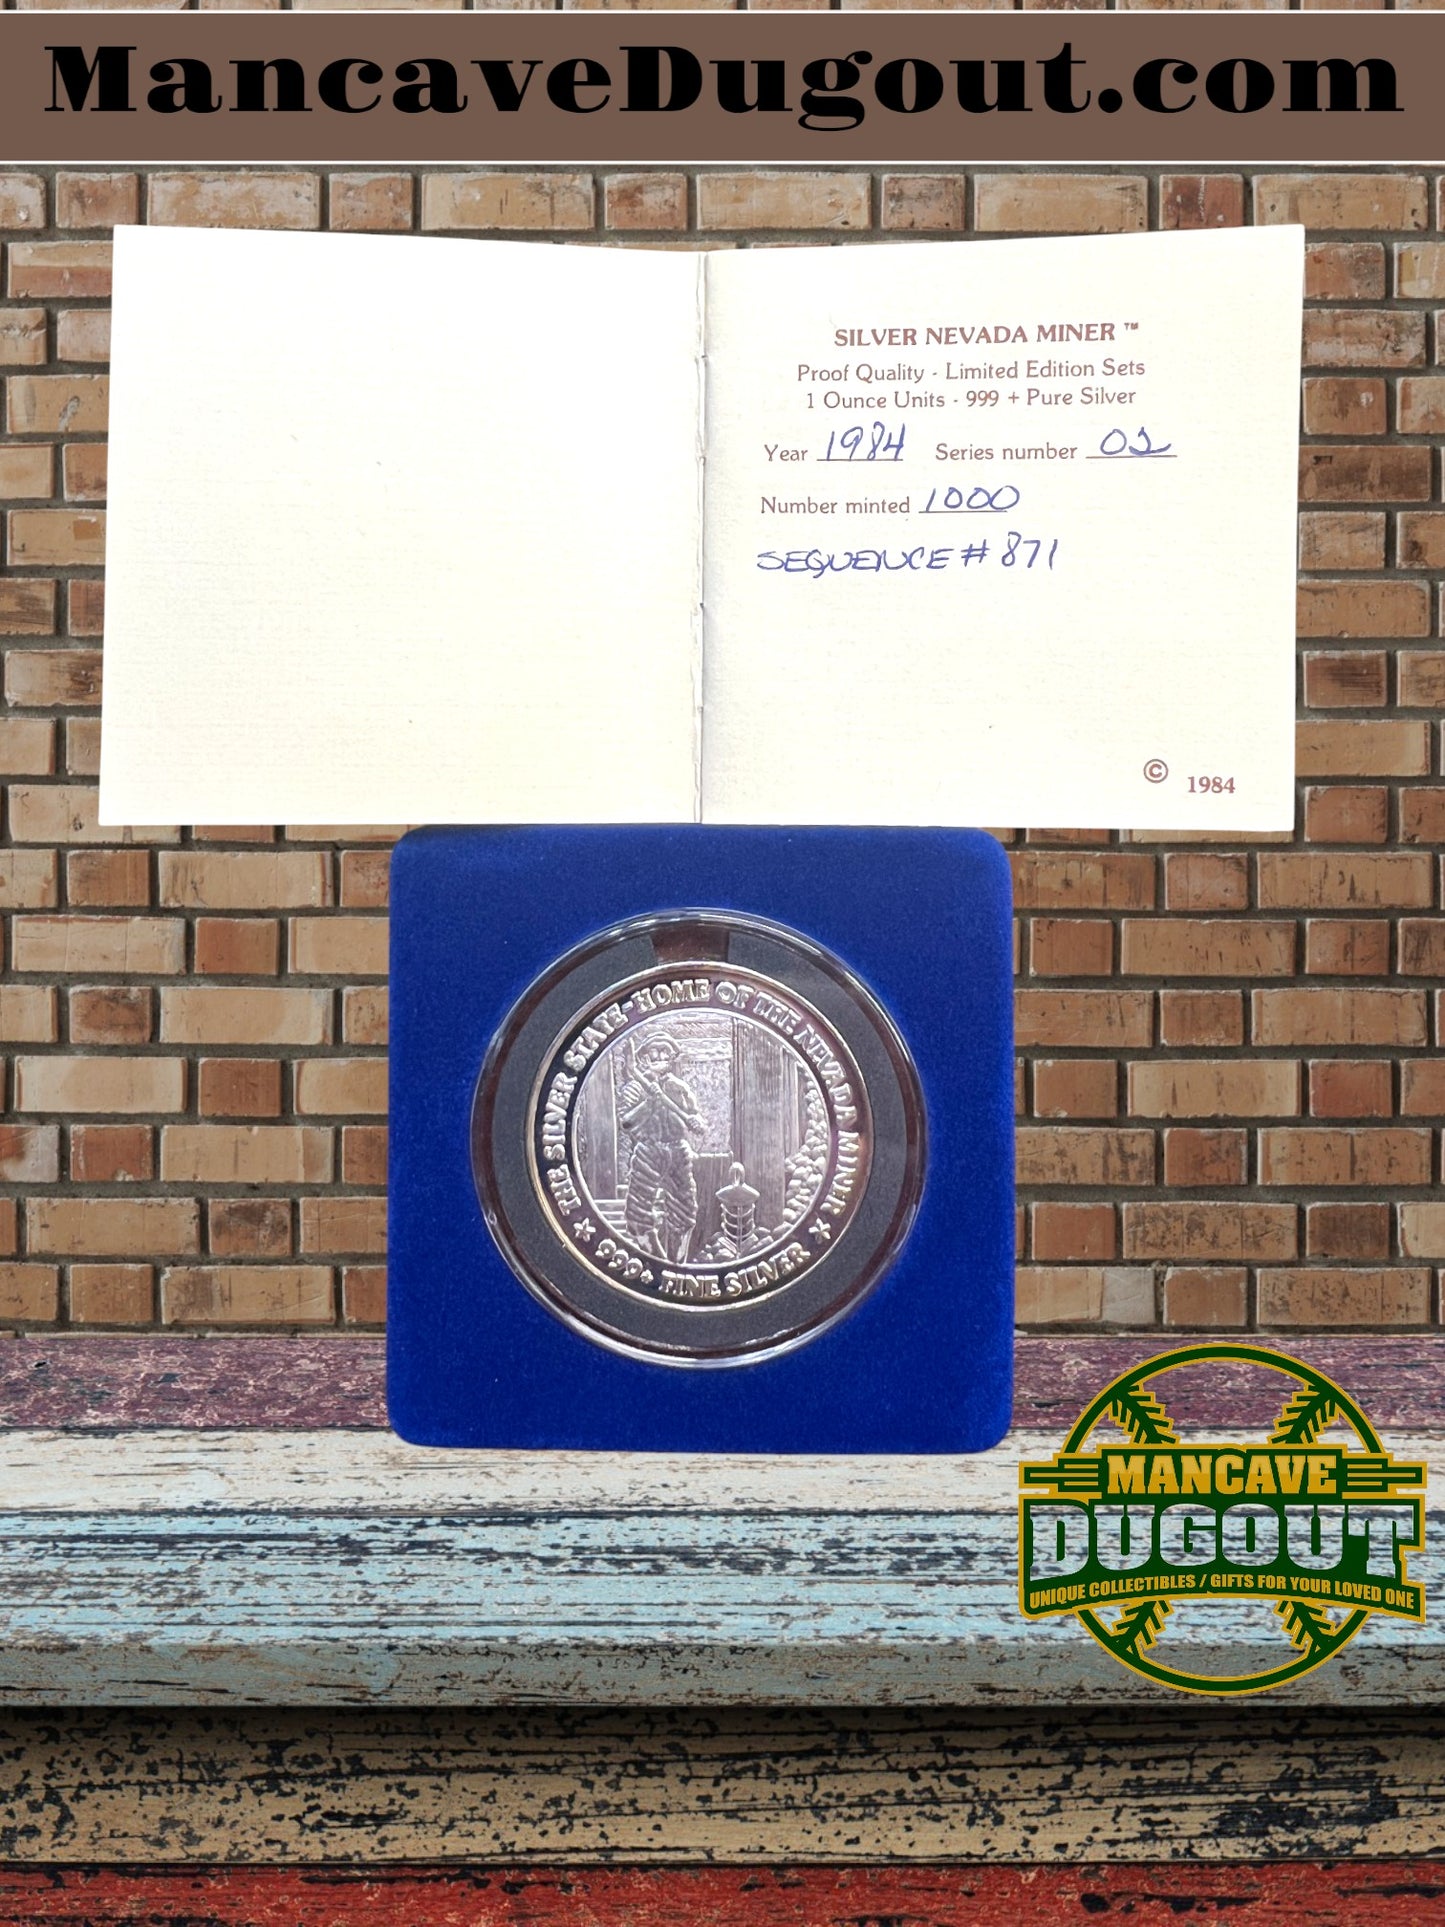 MancaveDugout.com
SILVER NEVADA MINER ™
Proof Quality - Limited Edition Sets
1 Ounce Units - 999 + Pure Silver
Year 1984 Series number 02
Number minted 1000
SEQUENCE # 871
© 1984
THE SILVER STATE-HOME OF THE NEVADA MINER
999+ FINE SILVER
MANCAVE
DUGOUT
UNIQUE COLLECTIBLES / GIFTS FOR YOUR LOVED ONE